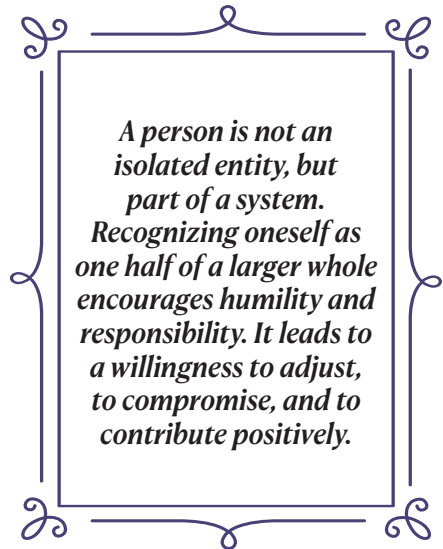 A person is not an
isolated entity, but
part of a system.
Recognizing oneself as
one half of a larger whole
encourages humility and
responsibility. It leads to
a willingness to adjust,
to compromise, and to
contribute positively.